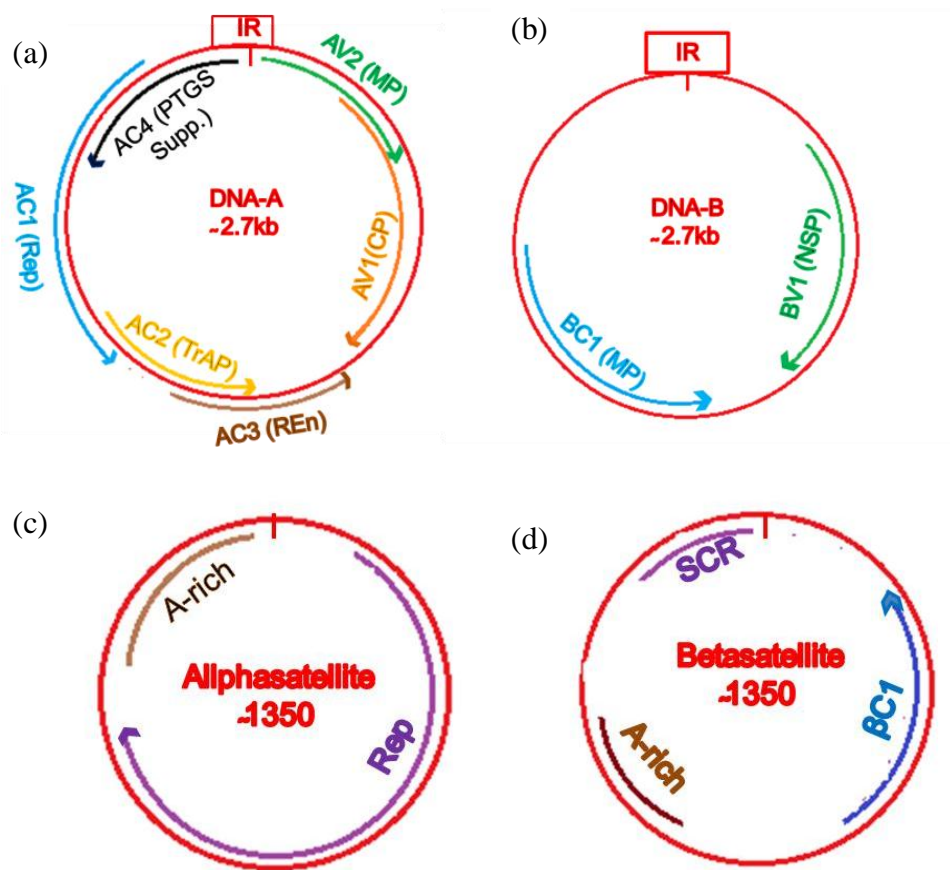 (a)
IR
AV2 (MP)
AC4 (PTGS
Supp.)
AC1 (Rep)
DNA-A
~2.7kb
AV1(CP)
AC2 (TrAP)
AC3 (REn)
(b)
IR
DNA-B
~2.7kb
BV1 (NSP)
BC1 (MP)
(c)
A-rich
Allphasatellite
~1350
Rep
(d)
SCR
Betasatellite
~1350
βC1
A-rich